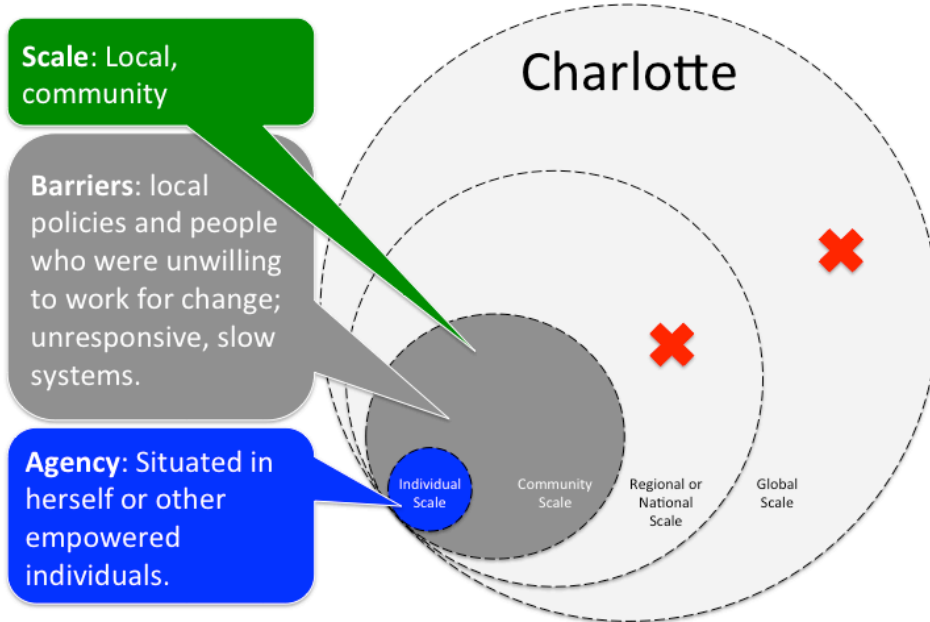 Charlotte
Scale: Local,
community
Barriers: local
policies and people
who were unwilling
to work for change;
unresponsive, slow
systems.
Agency: Situated in
herself or other
empowered
individuals.
Individual
Scale
Community
Scale
Regional or
National
Scale
Global
Scale